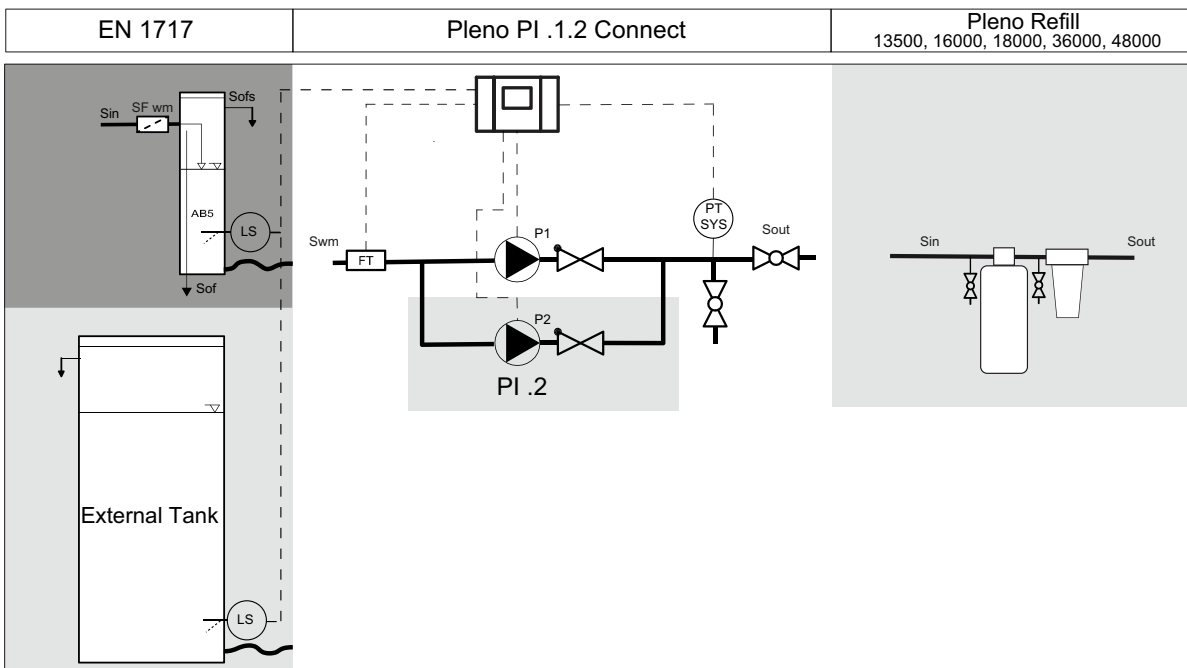 EN 1717
Pleno PI .1.2 Connect
Pleno Refill
13500, 16000, 18000, 36000, 48000
Sin
SF wm
Sofs
AB5
LS
Sof
External Tank
LS
Swm
FT
P1
P2
PI .2
PT
SYS
Sout
Sin
Sout